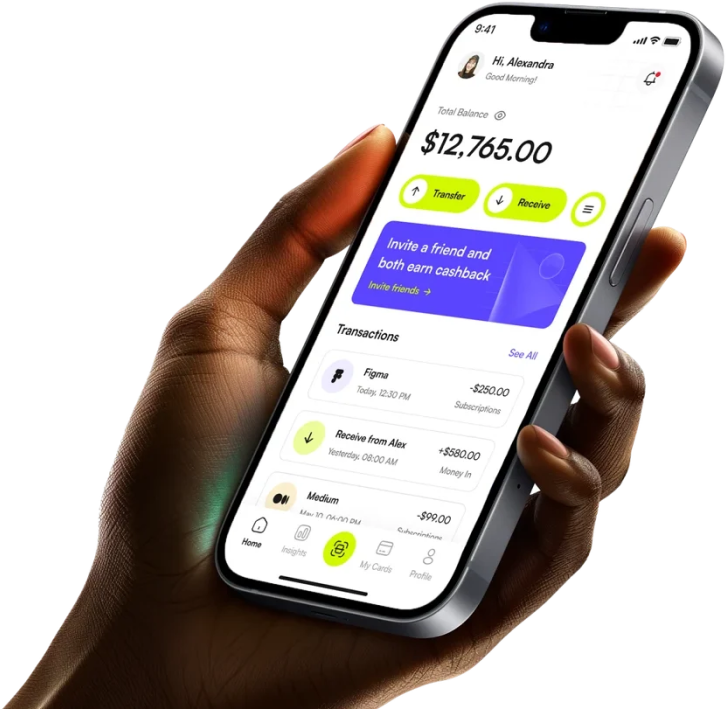 9:41
Hi, Alexandra
Good Morning!
Total Balance
$12,765.00
Transfer
Receive
Invite a friend and
both earn cashback
Invite friends →
Transactions
See All
Figma
-$250.00
Today, 12:30 PM
Subscriptions
Receive from Alex
+$580.00
Yesterday, 08:00 AM
Money In
Medium
-$99.00
May 10, 06:00 PM
Subscriptions
Home
Insights
My Cards
Profile